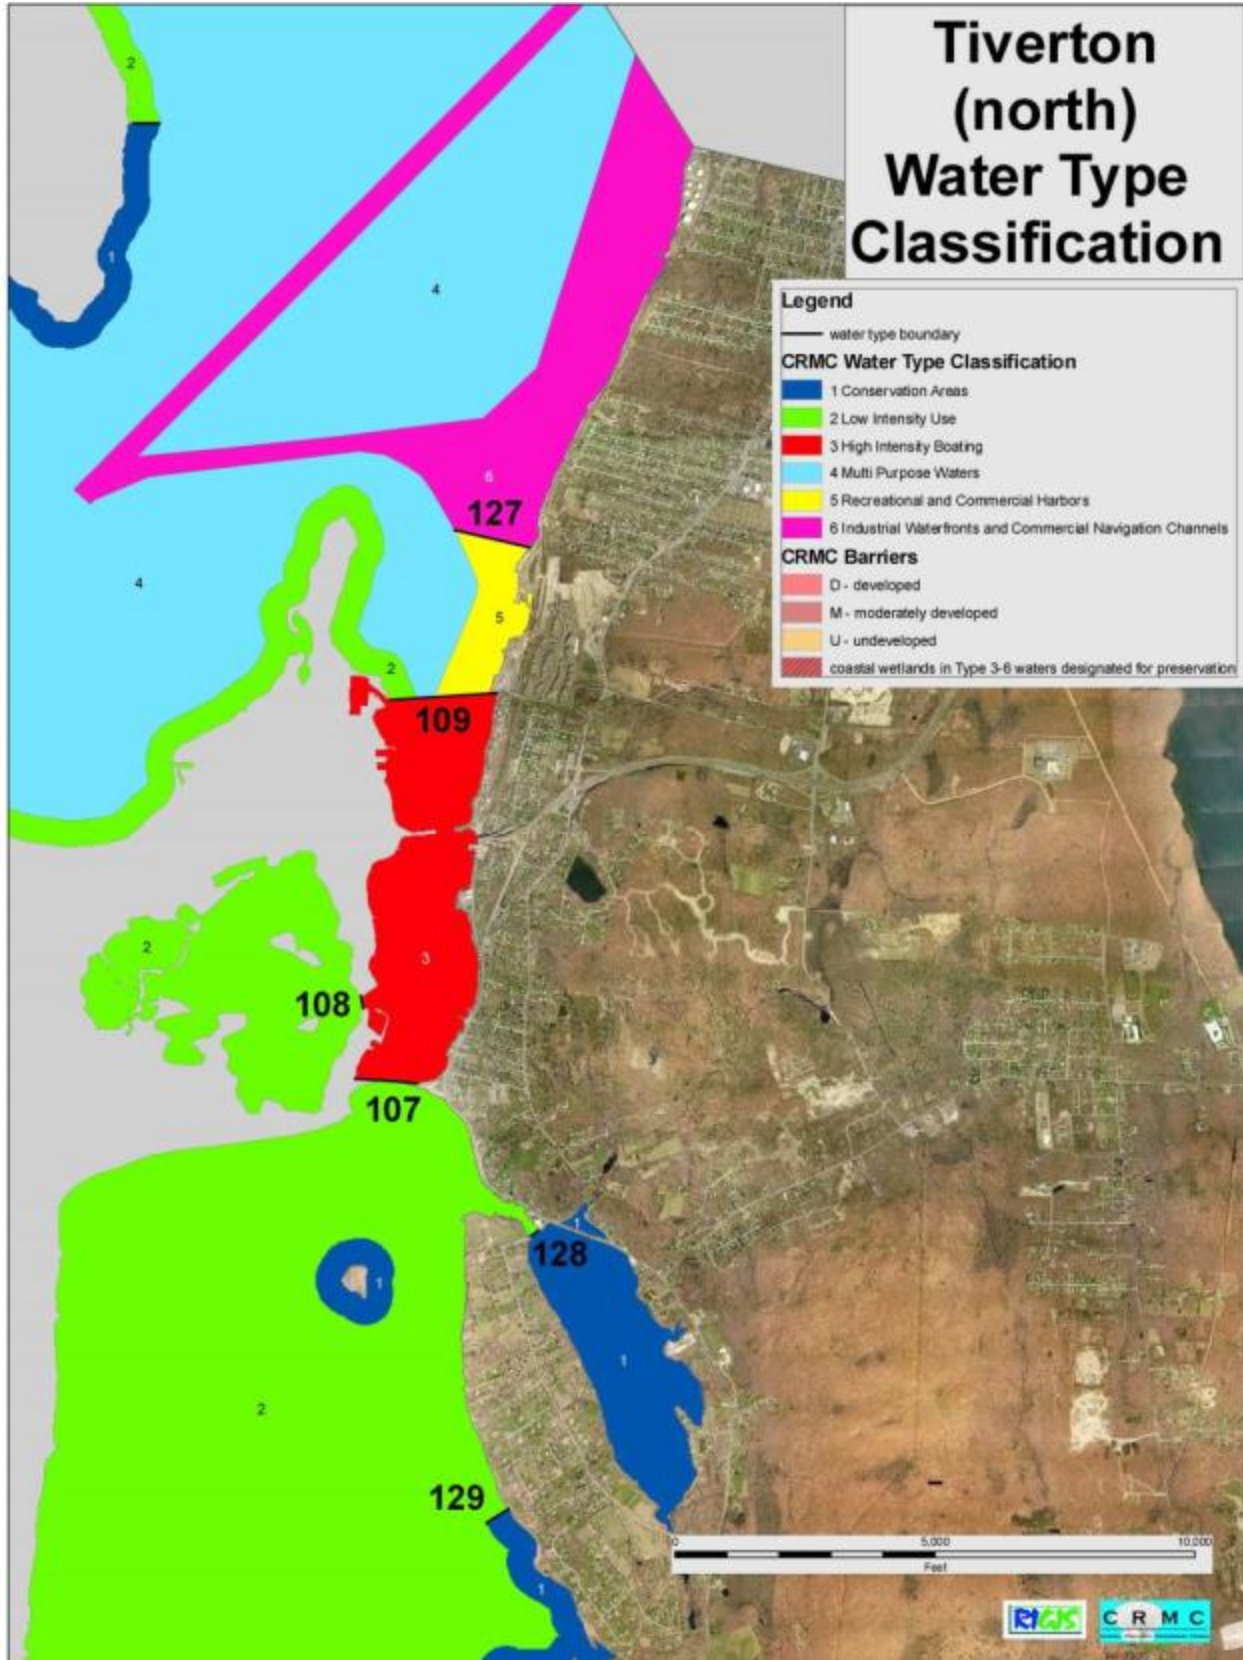 Tiverton
(north)
Water Type
Classification
Legend
water type boundary
CRMC Water Type Classification
1 Conservation Areas
2 Low Intensity Use
3 High Intensity Boating
4 Multi Purpose Waters
5 Recreational and Commercial Harbors
6 Industrial Waterfronts and Commercial Navigation Channels
CRMC Barriers
D - developed
M - moderately developed
U - undeveloped
coastal wetlands in Type 3-6 waters designated for preservation
2
1
4
6
127
4
5
2
109
2
3
108
107
1
128
1
1
2
129
1
0 5,000 10,000
Feet
RIGIS
C R M C